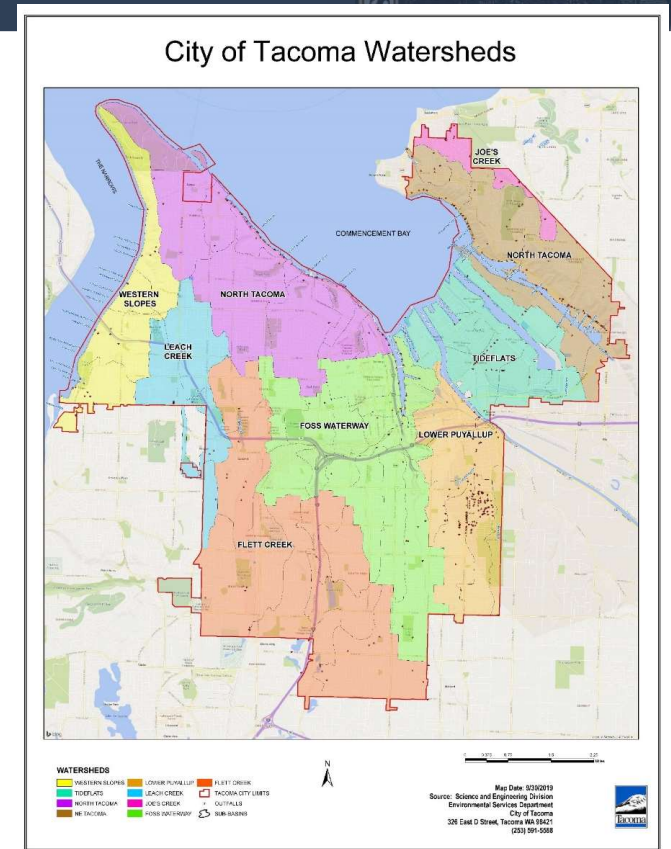 City of Tacoma Watersheds
JOE'S
CREEK
THE NARROWS
COMMENCEMENT BAY
NORTH TACOMA
WESTERN
SLOPES
NORTH TACOMA
LEACH
CREEK
TIDEFLATS
FOSS WATERWAY
LOWER PUYALLUP
FLETT CREEK
WATERSHEDS
WESTERN SLOPES
TIDEFLATS
NORTH TACOMA
NE TACOMA
LOWER PUYALLUP
LEACH CREEK
JOE'S CREEK
FOSS WATERWAY
FLETT CREEK
TACOMA CITY LIMITS
OUTFALLS
SUB-BASINS
N
Map Date: 9/30/2019
Source: Science and Engineering Division
Environmental Services Department
City of Tacoma
326 East D Street, Tacoma WA 98421
(253) 591-5588
Tacoma